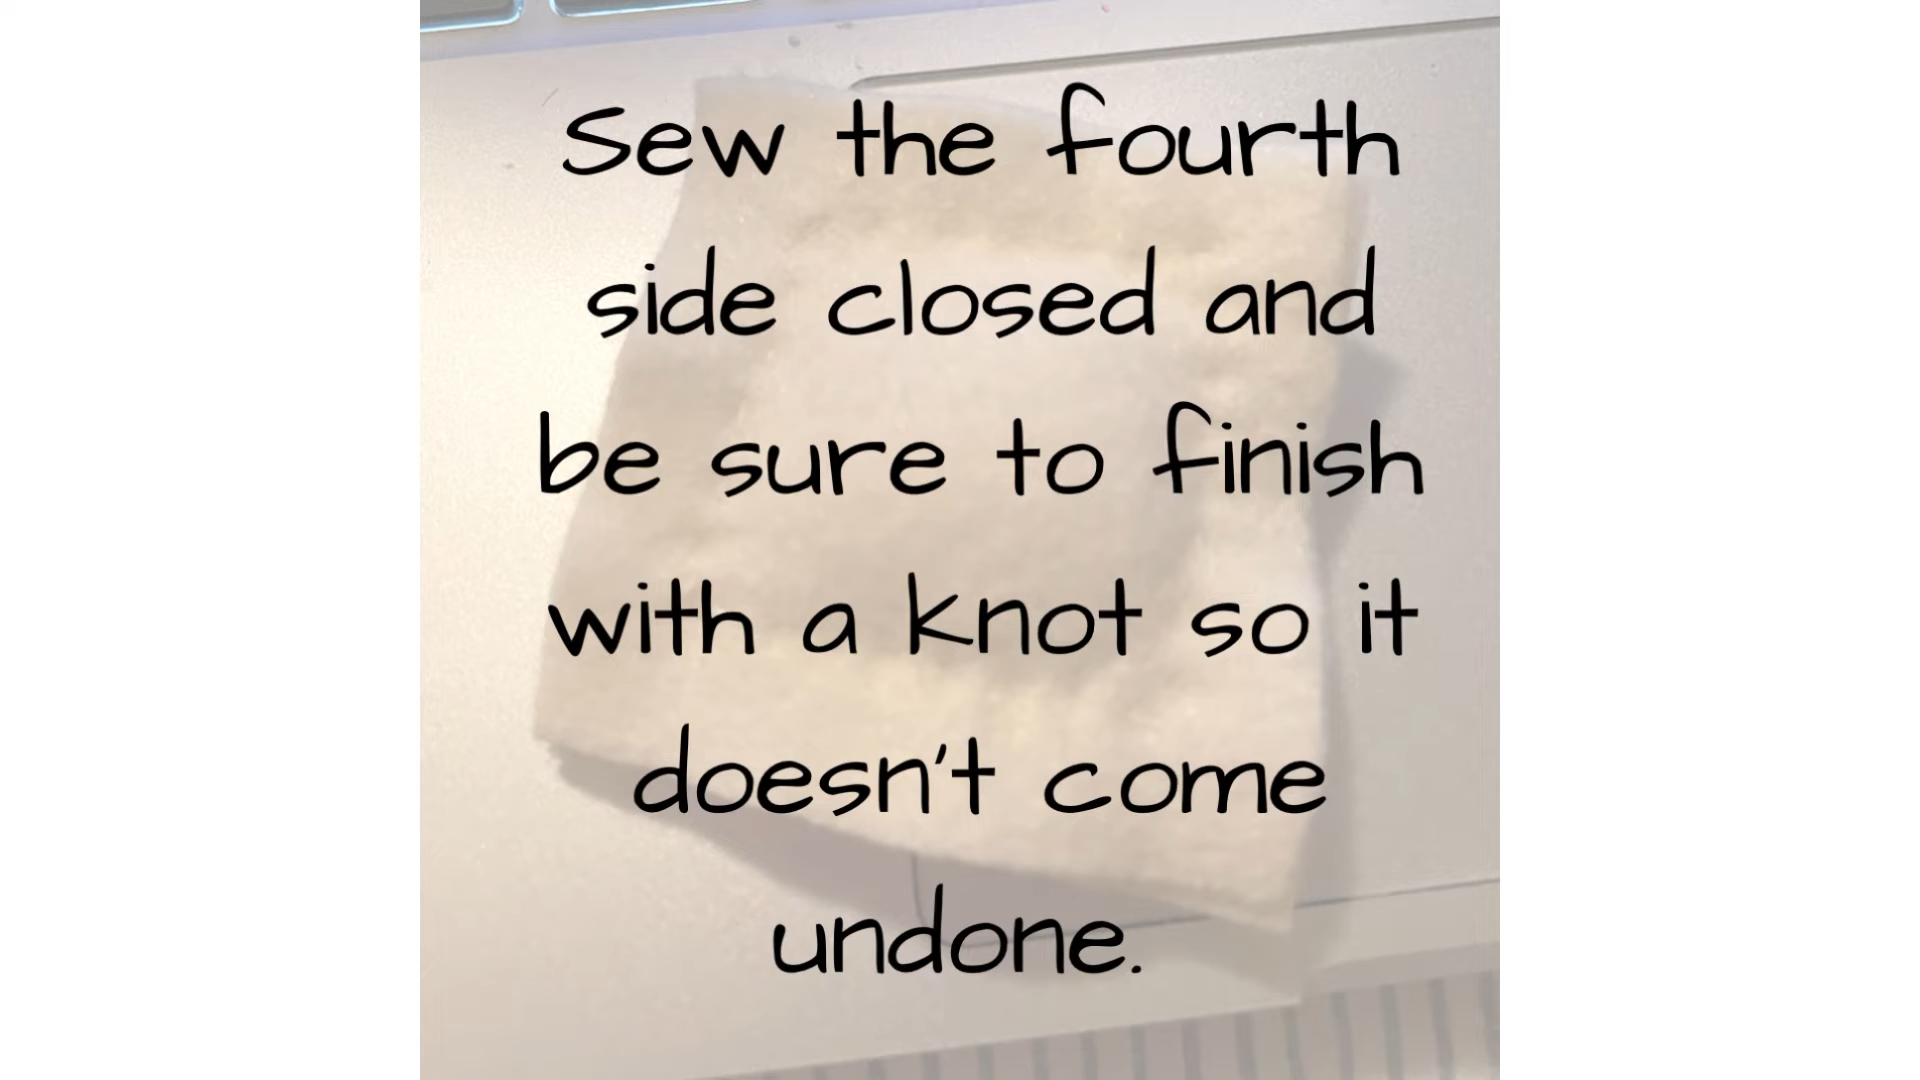 Sew the fourth
side closed and
be sure to finish
with a knot so it
doesn't come
undone.